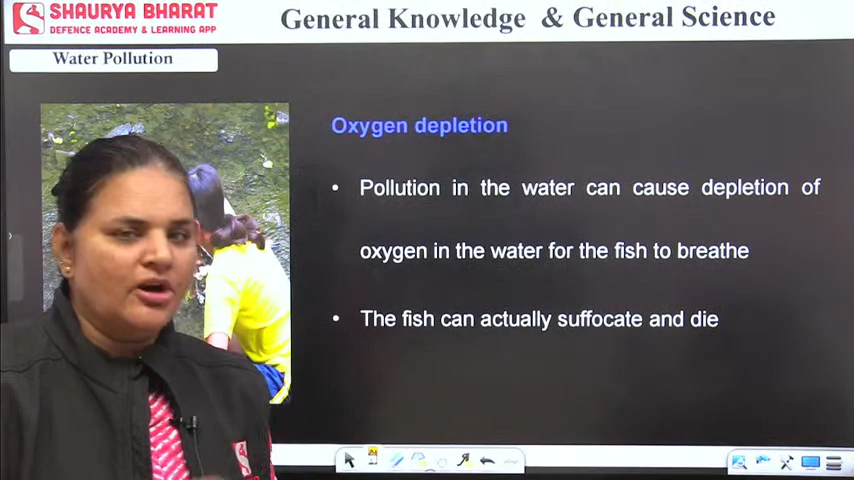 SHAURYA BHARAT
DEFENCE ACADEMY & LEARNING APP
General Knowledge & General Science
Water Pollution
Oxygen depletion
• Pollution in the water can cause depletion of
oxygen in the water for the fish to breathe
• The fish can actually suffocate and die